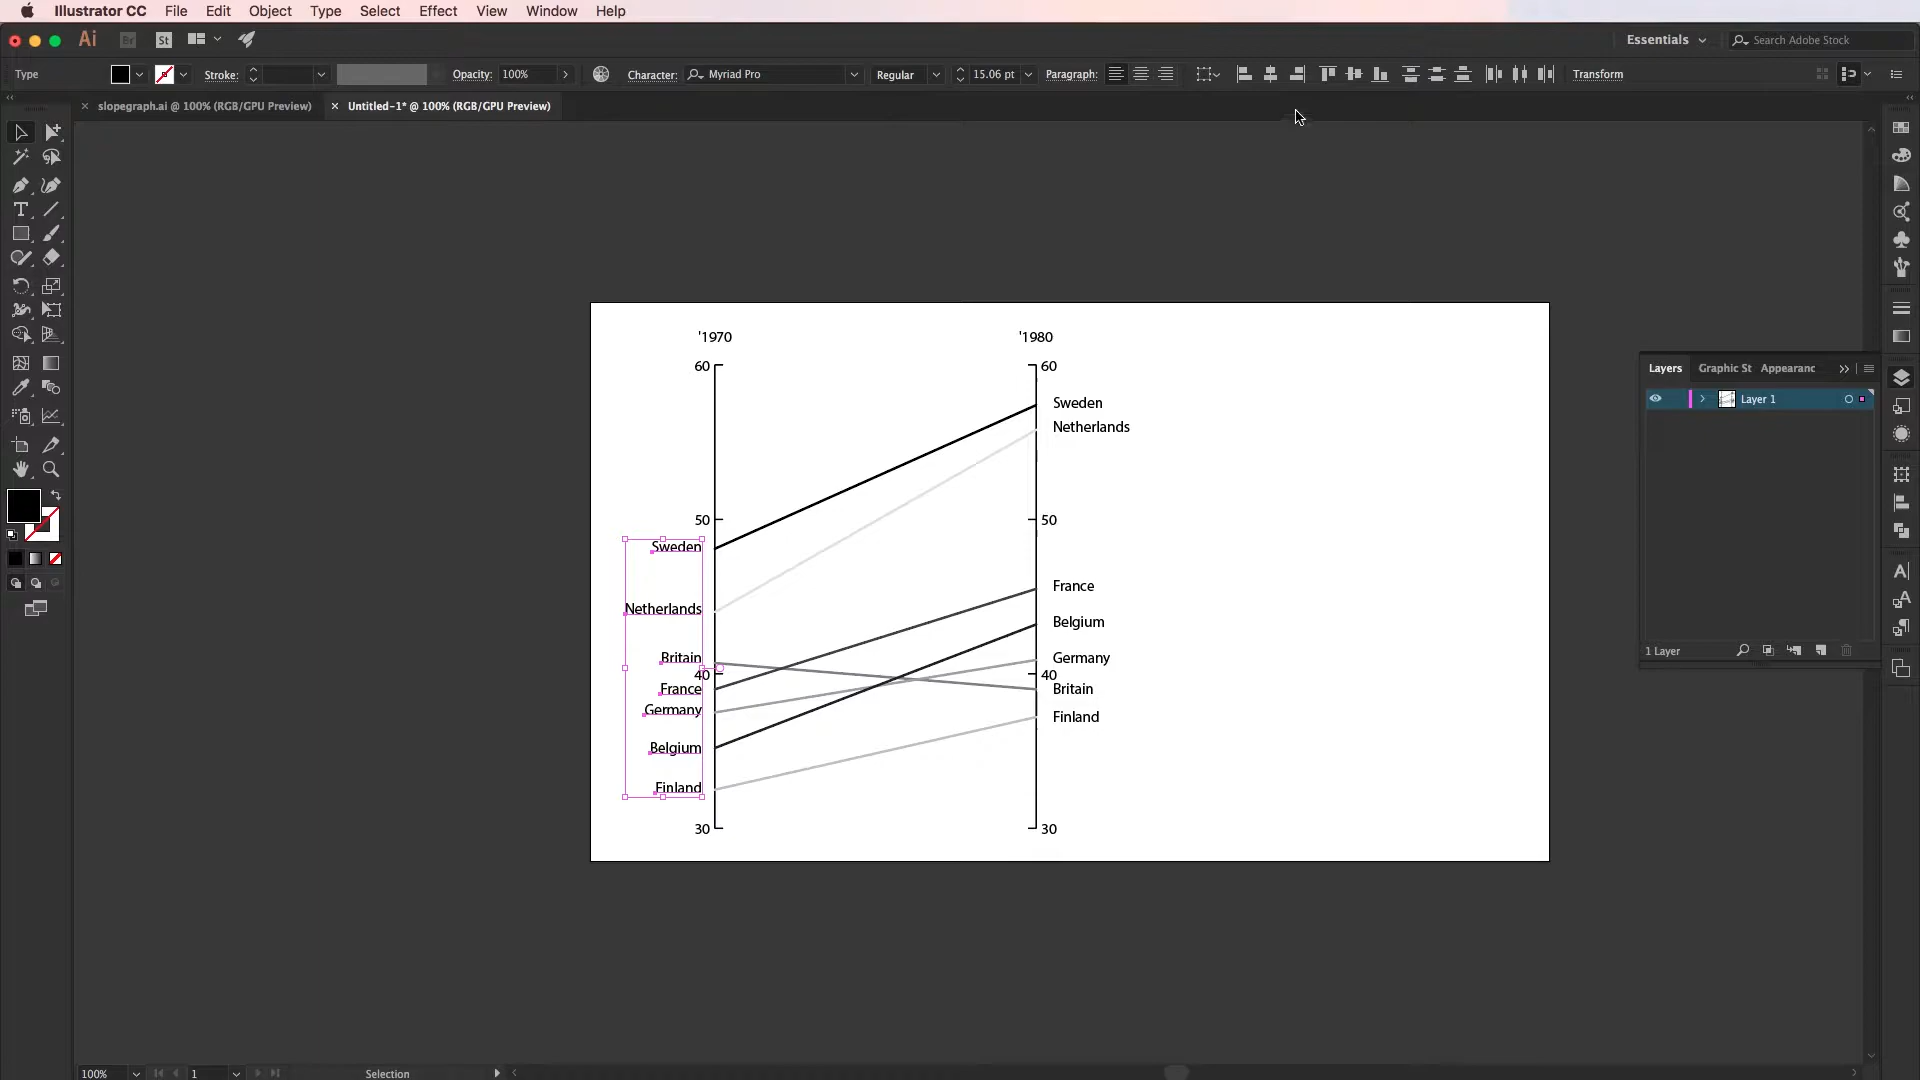 Illustrator CC File Edit Object Type Select Effect View Window Help
Ai Br St Essentials Search Adobe Stock
Type Stroke: Opacity: 100% Character: Myriad Pro Regular 15.06 pt Paragraph: Transform
slopegraph.ai @ 100% (RGB/GPU Preview) Untitled-1* @ 100% (RGB/GPU Preview)
'1970 '1980
60 60
Sweden
Netherlands
50 50
Sweden
France
Netherlands
Belgium
Britain Germany
40 40
France Britain
Germany Finland
Belgium
Finland
30 30
Layers Graphic St Appearanc
Layer 1
1 Layer
100% 1 Selection